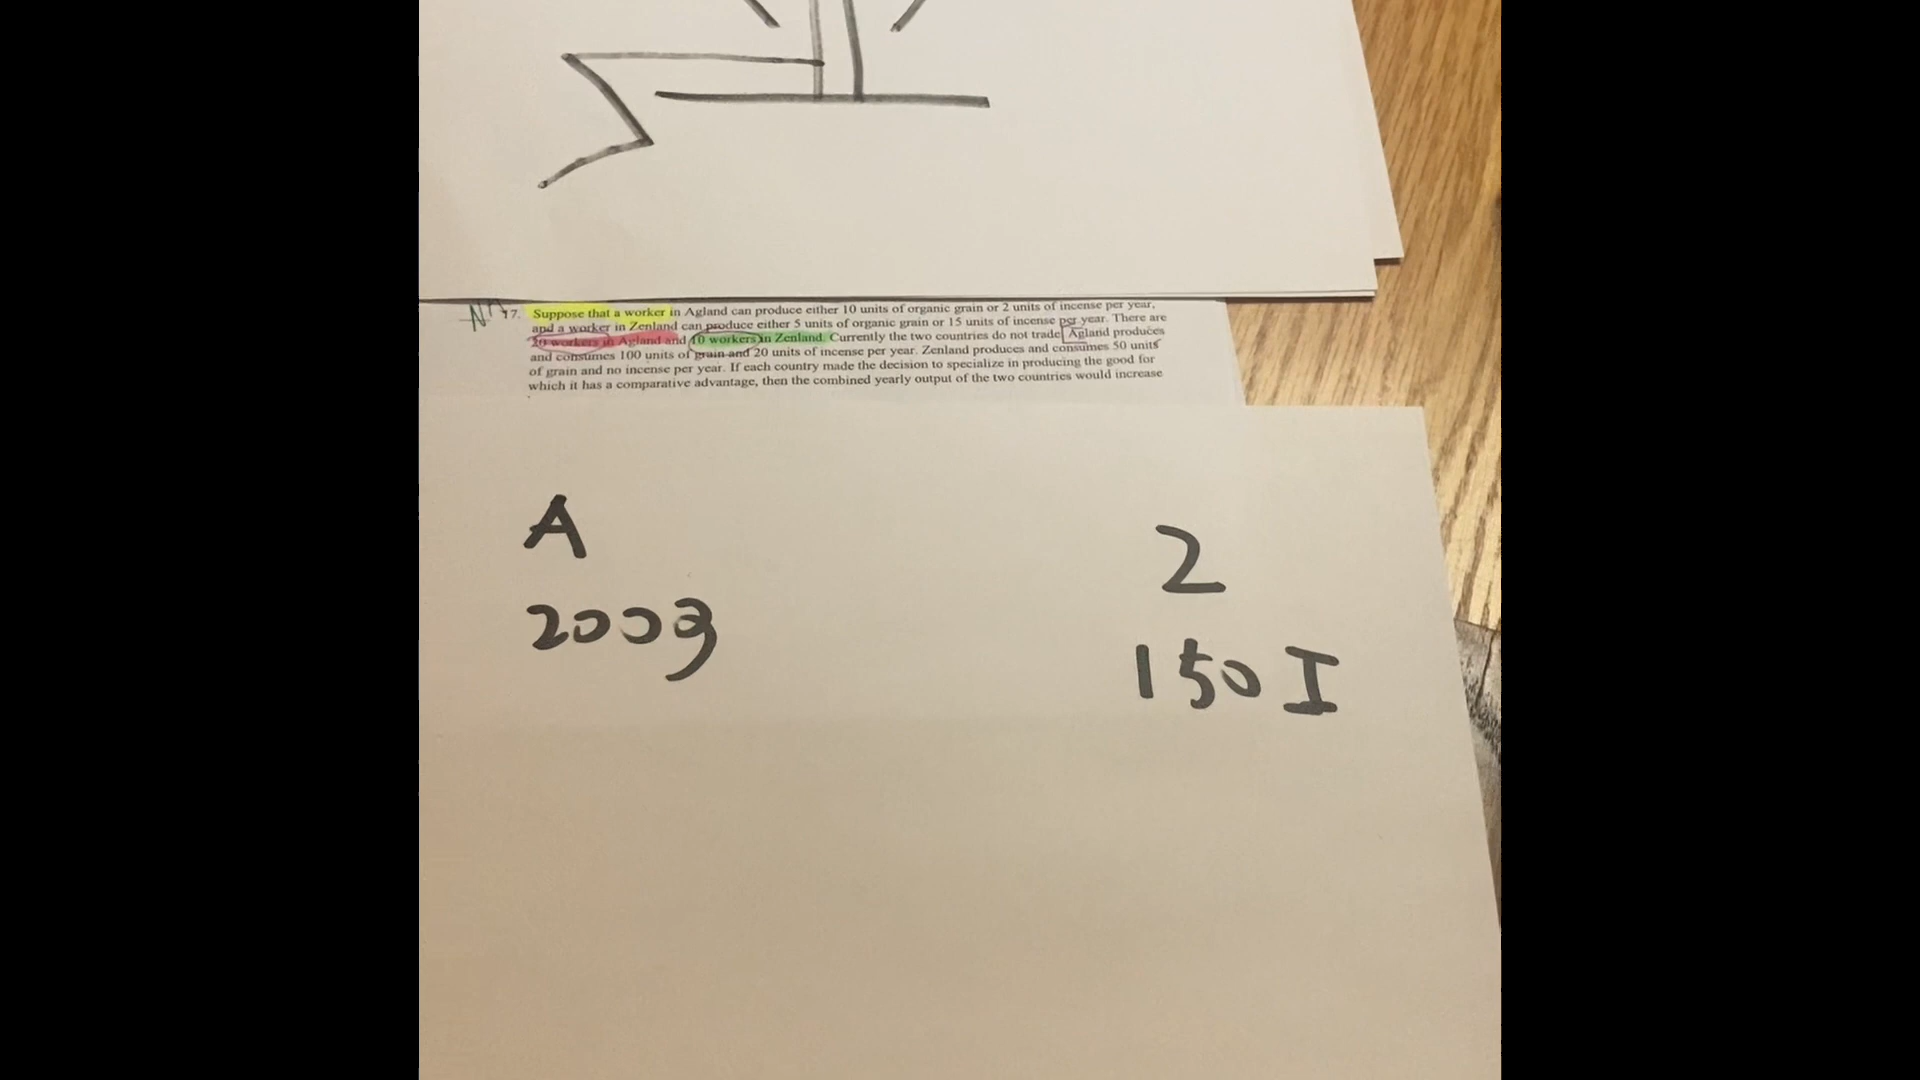 NA
17. Suppose that a worker in Agland can produce either 10 units of organic grain or 2 units of incense per year,
and a worker in Zenland can produce either 5 units of organic grain or 15 units of incense per year. There are
20 workers in Agland and 10 workers in Zenland. Currently the two countries do not trade. Agland produces
and consumes 100 units of grain and 20 units of incense per year. Zenland produces and consumes 50 units
of grain and no incense per year. If each country made the decision to specialize in producing the good for
which it has a comparative advantage, then the combined yearly output of the two countries would increase
A
200g
Z
150 I